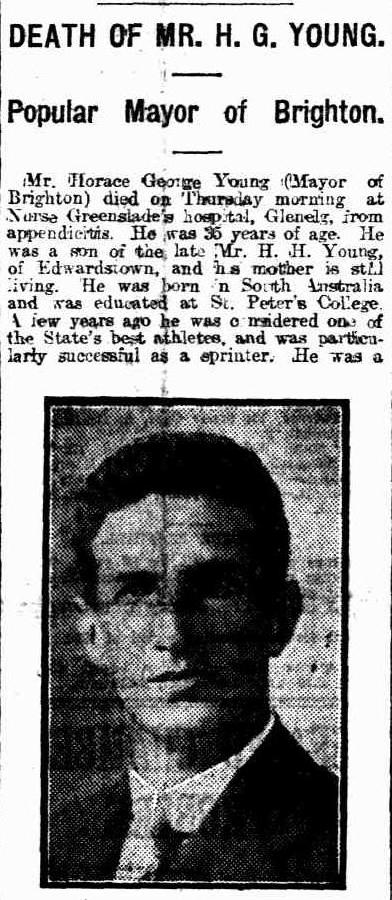 DEATH OF MR. H. G. YOUNG.
Popular Mayor of Brighton.
Mr. Horace George Young (Mayor of
Brighton) died on Thursday morning at
Nurse Greenslade's hospital, Glenelg, from
appendicitis. He was 35 years of age. He
was a son of the late Mr. H. H. Young,
of Edwardstown, and his mother is still
living. He was born in South Australia
and was educated at St. Peter's College.
A few years ago he was considered one of
the State's best athletes, and was particu-
larly successful as a sprinter. He was a